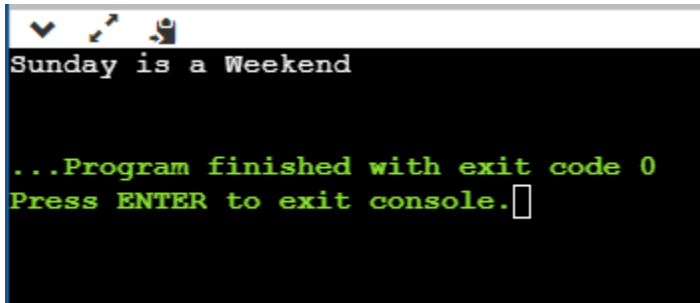 Sunday is a Weekend
...Program finished with exit code 0
Press ENTER to exit console.